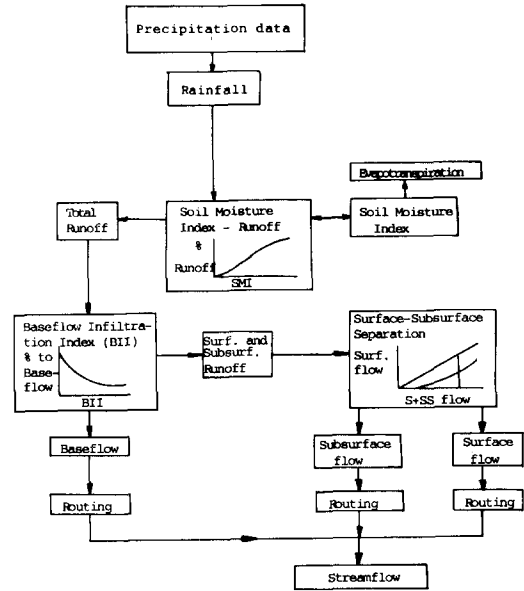 Precipitation data
Rainfall
Evapotranspiration
Total
Runoff
Soil Moisture
Index - Runoff
%
Runoff
SMI
Soil Moisture
Index
Baseflow Infiltra-
tion Index (BII)
% to
Base-
flow
BII
Surf. and
Subsurf.
Runoff
Surface-Subsurface
Separation
Surf.
flow
S+SS flow
Baseflow
Subsurface
flow
Surface
flow
Routing
Routing
Routing
Streamflow